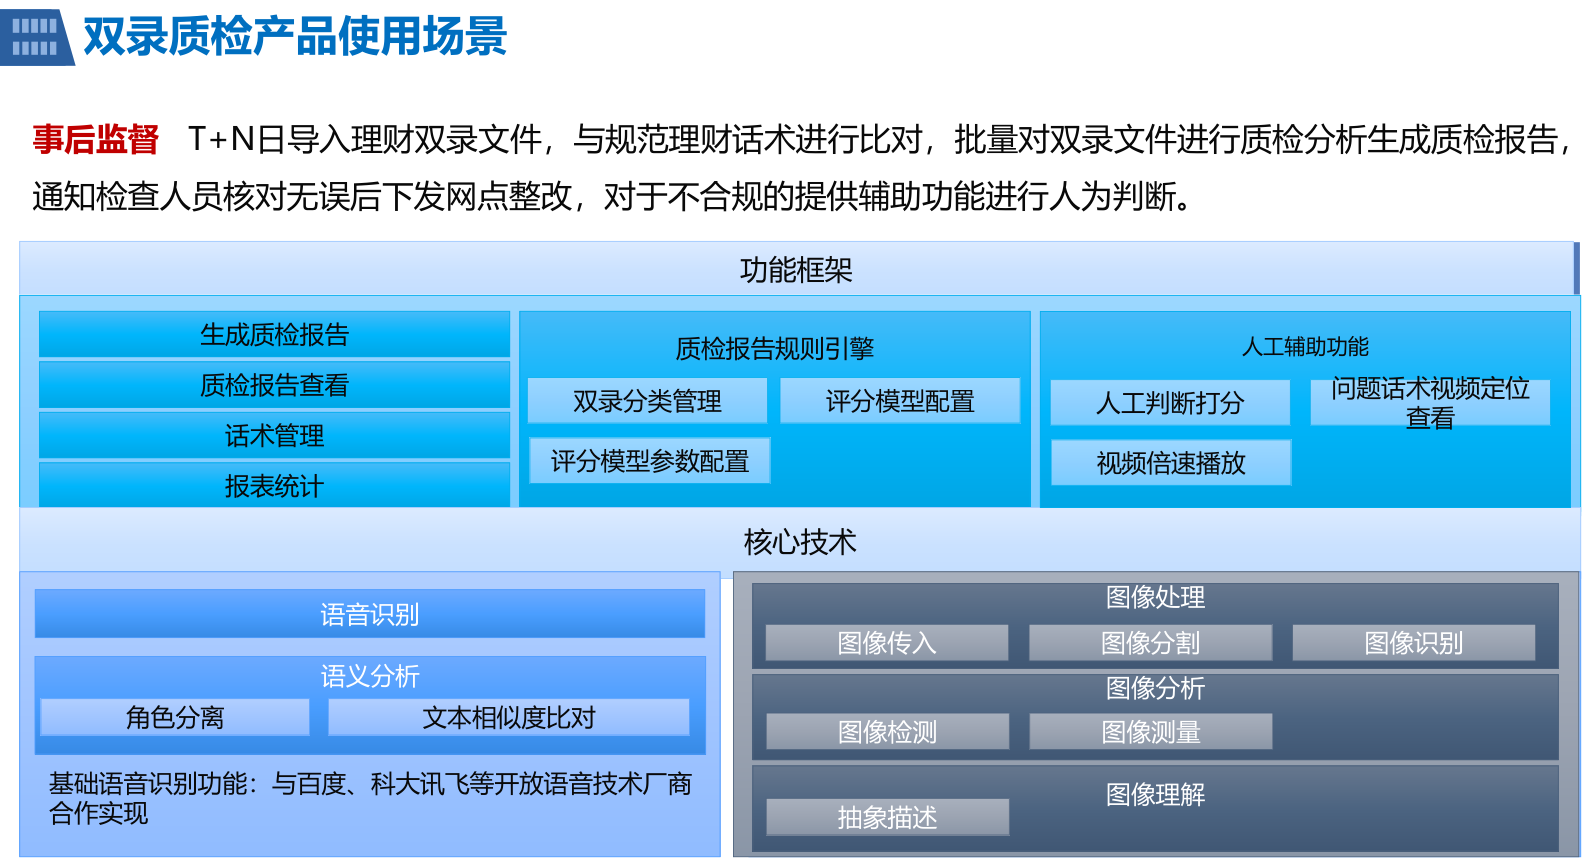 双录质检产品使用场景
事后监督 T+N日导入理财双录文件，与规范理财话术进行比对，批量对双录文件进行质检分析生成质检报告，
通知检查人员核对无误后下发网点整改，对于不合规的提供辅助功能进行人为判断。
功能框架
生成质检报告
质检报告查看
话术管理
报表统计
质检报告规则引擎
双录分类管理
评分模型配置
评分模型参数配置
人工辅助功能
人工判断打分
问题话术视频定位
查看
视频倍速播放
核心技术
语音识别
语义分析
角色分离
文本相似度比对
基础语音识别功能：与百度、科大讯飞等开放语音技术厂商
合作实现
图像处理
图像传入
图像分割
图像识别
图像分析
图像检测
图像测量
图像理解
抽象描述